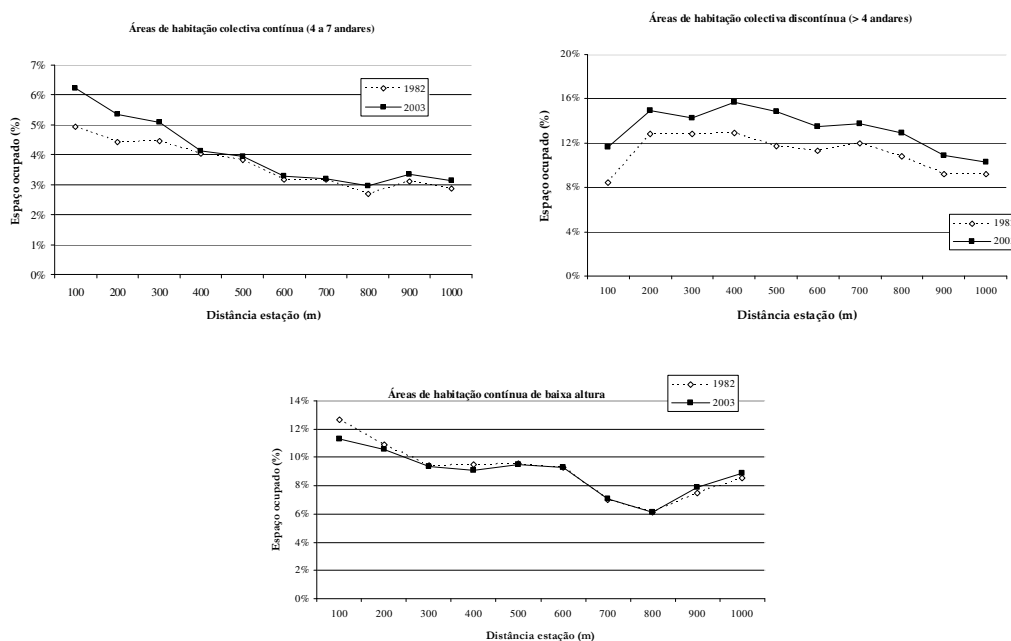 Áreas de habitação colectiva contínua (4 a 7 andares)
7%
6%
5%
4%
3%
2%
1%
0%
Espaço ocupado (%)
1982
2003
100 200 300 400 500 600 700 800 900 1000
Distância estação (m)
Áreas de habitação colectiva discontínua (> 4 andares)
20%
16%
12%
8%
4%
0%
Espaço ocupado (%)
198
200
100 200 300 400 500 600 700 800 900 1000
Distância estação (m)
Áreas de habitação contínua de baixa altura
14%
12%
10%
8%
6%
4%
2%
0%
Espaço ocupado (%)
1982
2003
100 200 300 400 500 600 700 800 900 1000
Distância estação (m)